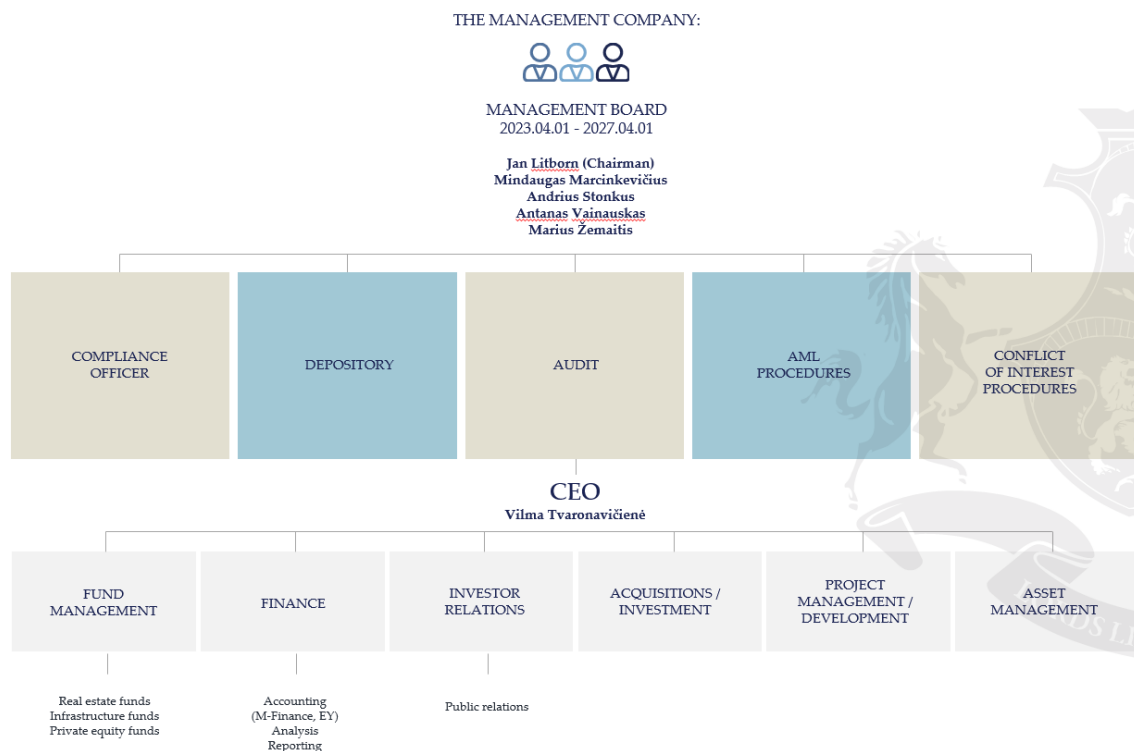 THE MANAGEMENT COMPANY:
MANAGEMENT BOARD
2023.04.01 - 2027.04.01
Jan Litborn (Chairman)
Mindaugas Marcinkevičius
Andrius Stonkus
Antanas Vainauskas
Marius Žemaitis
COMPLIANCE
OFFICER
DEPOSITORY
AUDIT
AML
PROCEDURES
CONFLICT
OF INTEREST
PROCEDURES
CEO
Vilma Tvaronavičienė
FUND
MANAGEMENT
FINANCE
INVESTOR
RELATIONS
ACQUISITIONS /
INVESTMENT
PROJECT
MANAGEMENT /
DEVELOPMENT
ASSET
MANAGEMENT
Real estate funds
Infrastructure funds
Private equity funds
Accounting
(M-Finance, EY)
Analysis
Reporting
Public relations